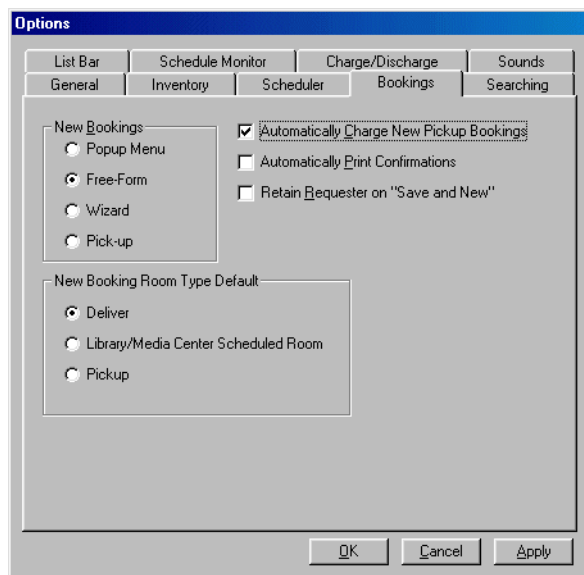 Options
List Bar Schedule Monitor Charge/Discharge Sounds
General Inventory Scheduler Bookings Searching
New Bookings
Popup Menu
Free-Form
Wizard
Pick-up
Automatically Charge New Pickup Bookings
Automatically Print Confirmations
Retain Requester on "Save and New"
New Booking Room Type Default
Deliver
Library/Media Center Scheduled Room
Pickup
OK Cancel Apply